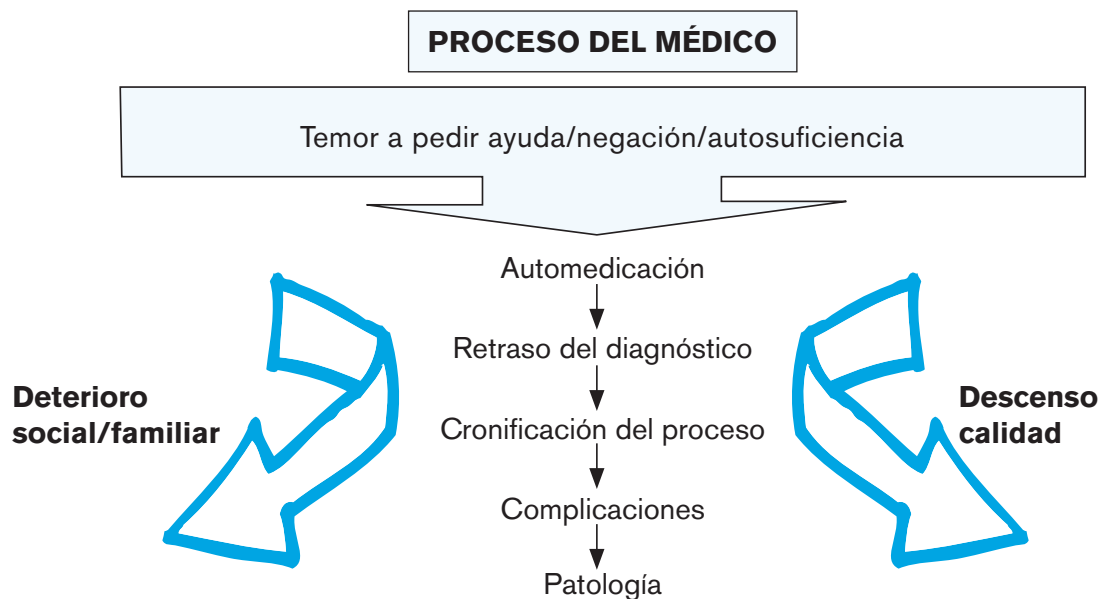 PROCESO DEL MÉDICO
Temor a pedir ayuda/negación/autosuficiencia
Automedicación
Retraso del diagnóstico
Deterioro
social/familiar
Cronificación del proceso
Descenso
calidad
Complicaciones
Patología